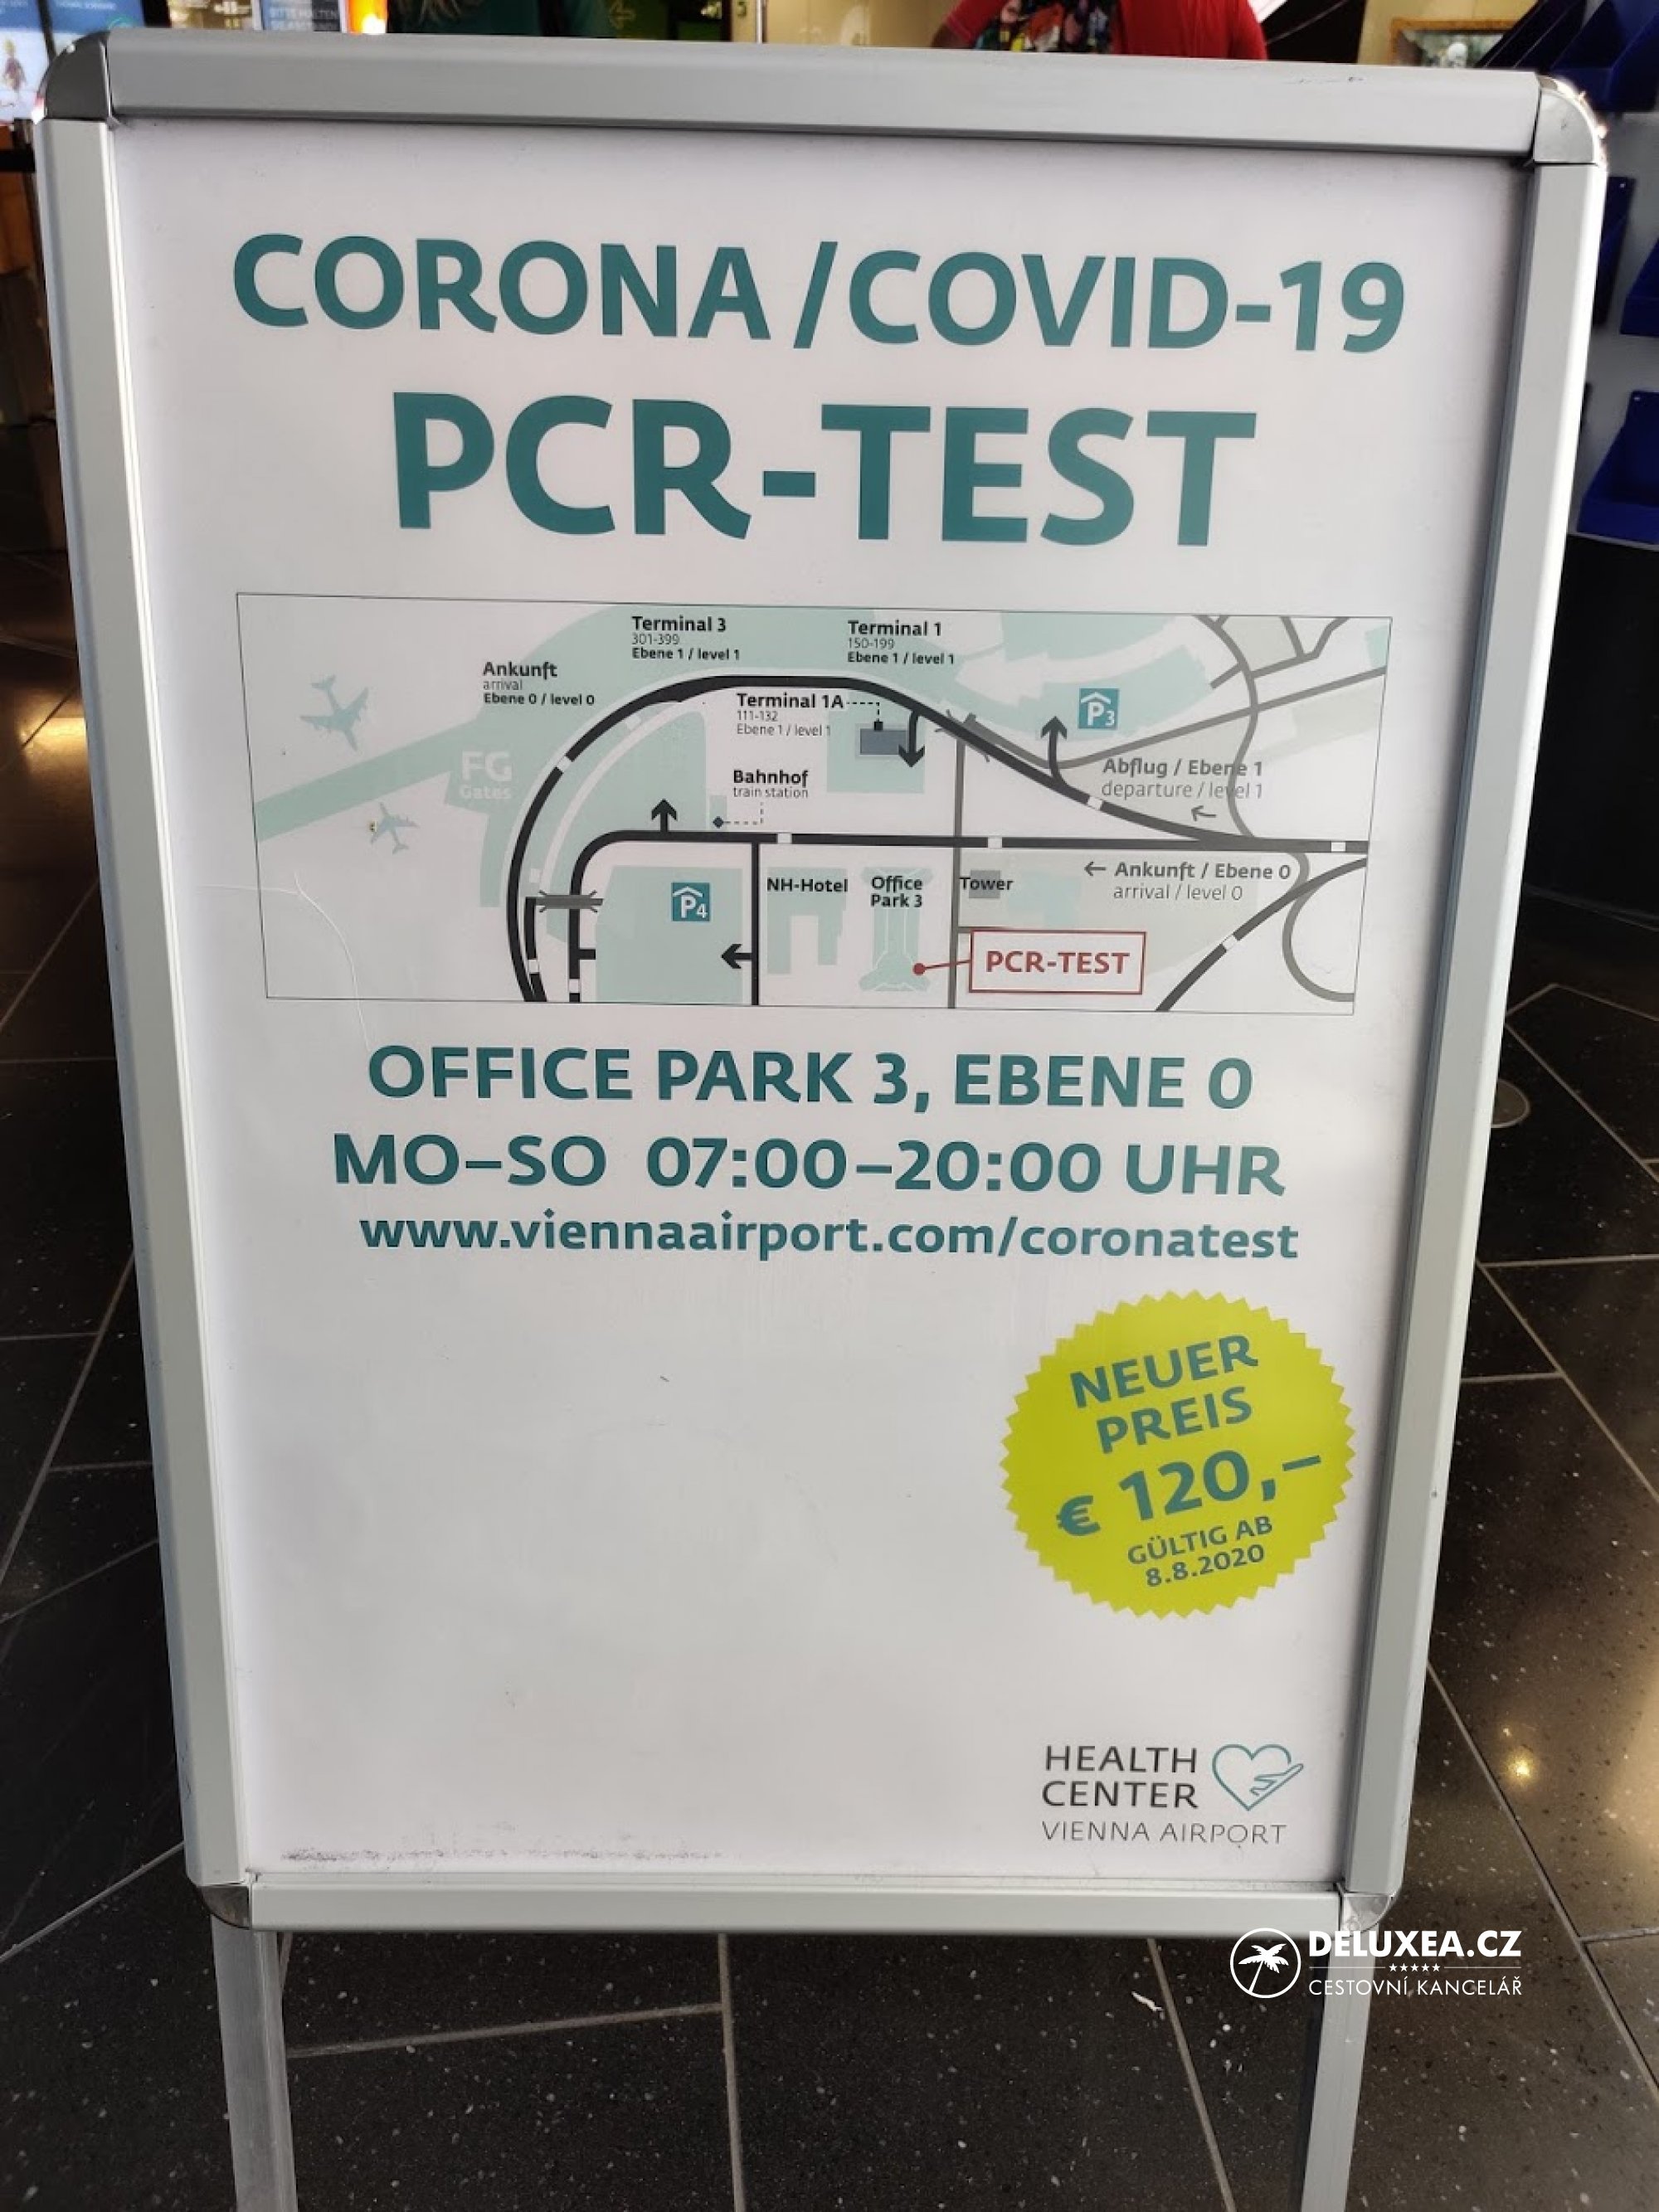 CORONA / COVID-19
PCR-TEST
Terminal 3
301-399
Ebene 1 / level 1
Terminal 1
150-199
Ebene 1 / level 1
Ankunft
arrival
Ebene 0 / level 0
Terminal 1A
111-132
Ebene 1 / level 1
P3
FG
Gates
Bahnhof
train station
Abflug / Ebene 1
departure / level 1
← Ankunft / Ebene 0
arrival / level 0
P4
NH-Hotel
Office
Park 3
Tower
PCR-TEST
OFFICE PARK 3, EBENE 0
MO–SO 07:00–20:00 UHR
www.viennaairport.com/coronatest
NEUER
PREIS
€ 120,–
GÜLTIG AB
8.8.2020
HEALTH
CENTER
VIENNA AIRPORT
DELUXEA.CZ
CESTOVNÍ KANCELÁŘ